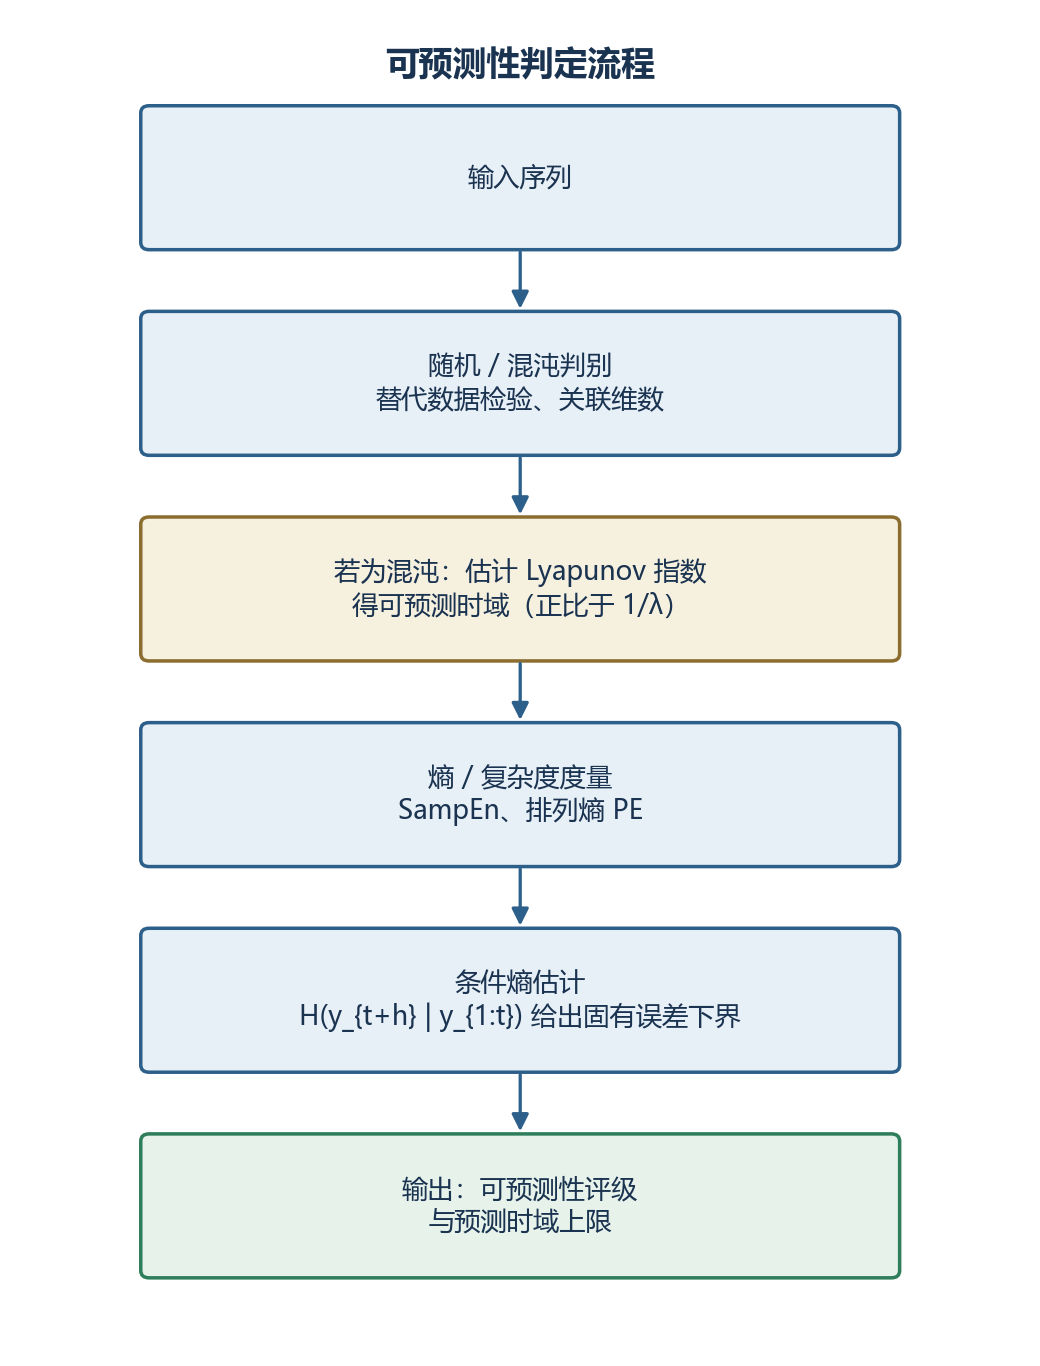 可预测性判定流程
输入序列
随机 / 混沌判别
替代数据检验、关联维数
若为混沌：估计 Lyapunov 指数
得可预测时域（正比于 1/λ）
熵 / 复杂度度量
SampEn、排列熵 PE
条件熵估计
H(y_{t+h} | y_{1:t}) 给出固有误差下界
输出：可预测性评级
与预测时域上限